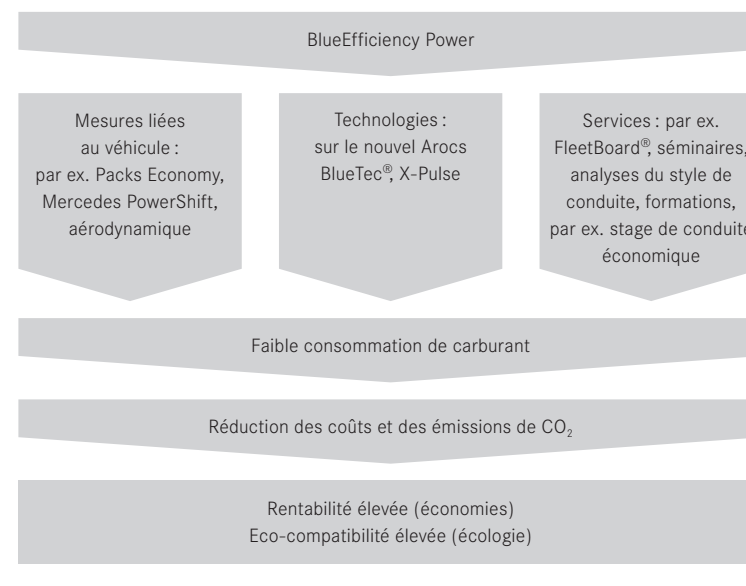 BlueEfficiency Power
Mesures liées
au véhicule :
par ex. Packs Economy,
Mercedes PowerShift,
aérodynamique
Technologies :
sur le nouvel Arocs
BlueTec®, X-Pulse
Services : par ex.
FleetBoard®, séminaires,
analyses du style de
conduite, formations,
par ex. stage de conduite
économique
Faible consommation de carburant
Réduction des coûts et des émissions de CO₂
Rentabilité élevée (économies)
Eco-compatibilité élevée (écologie)